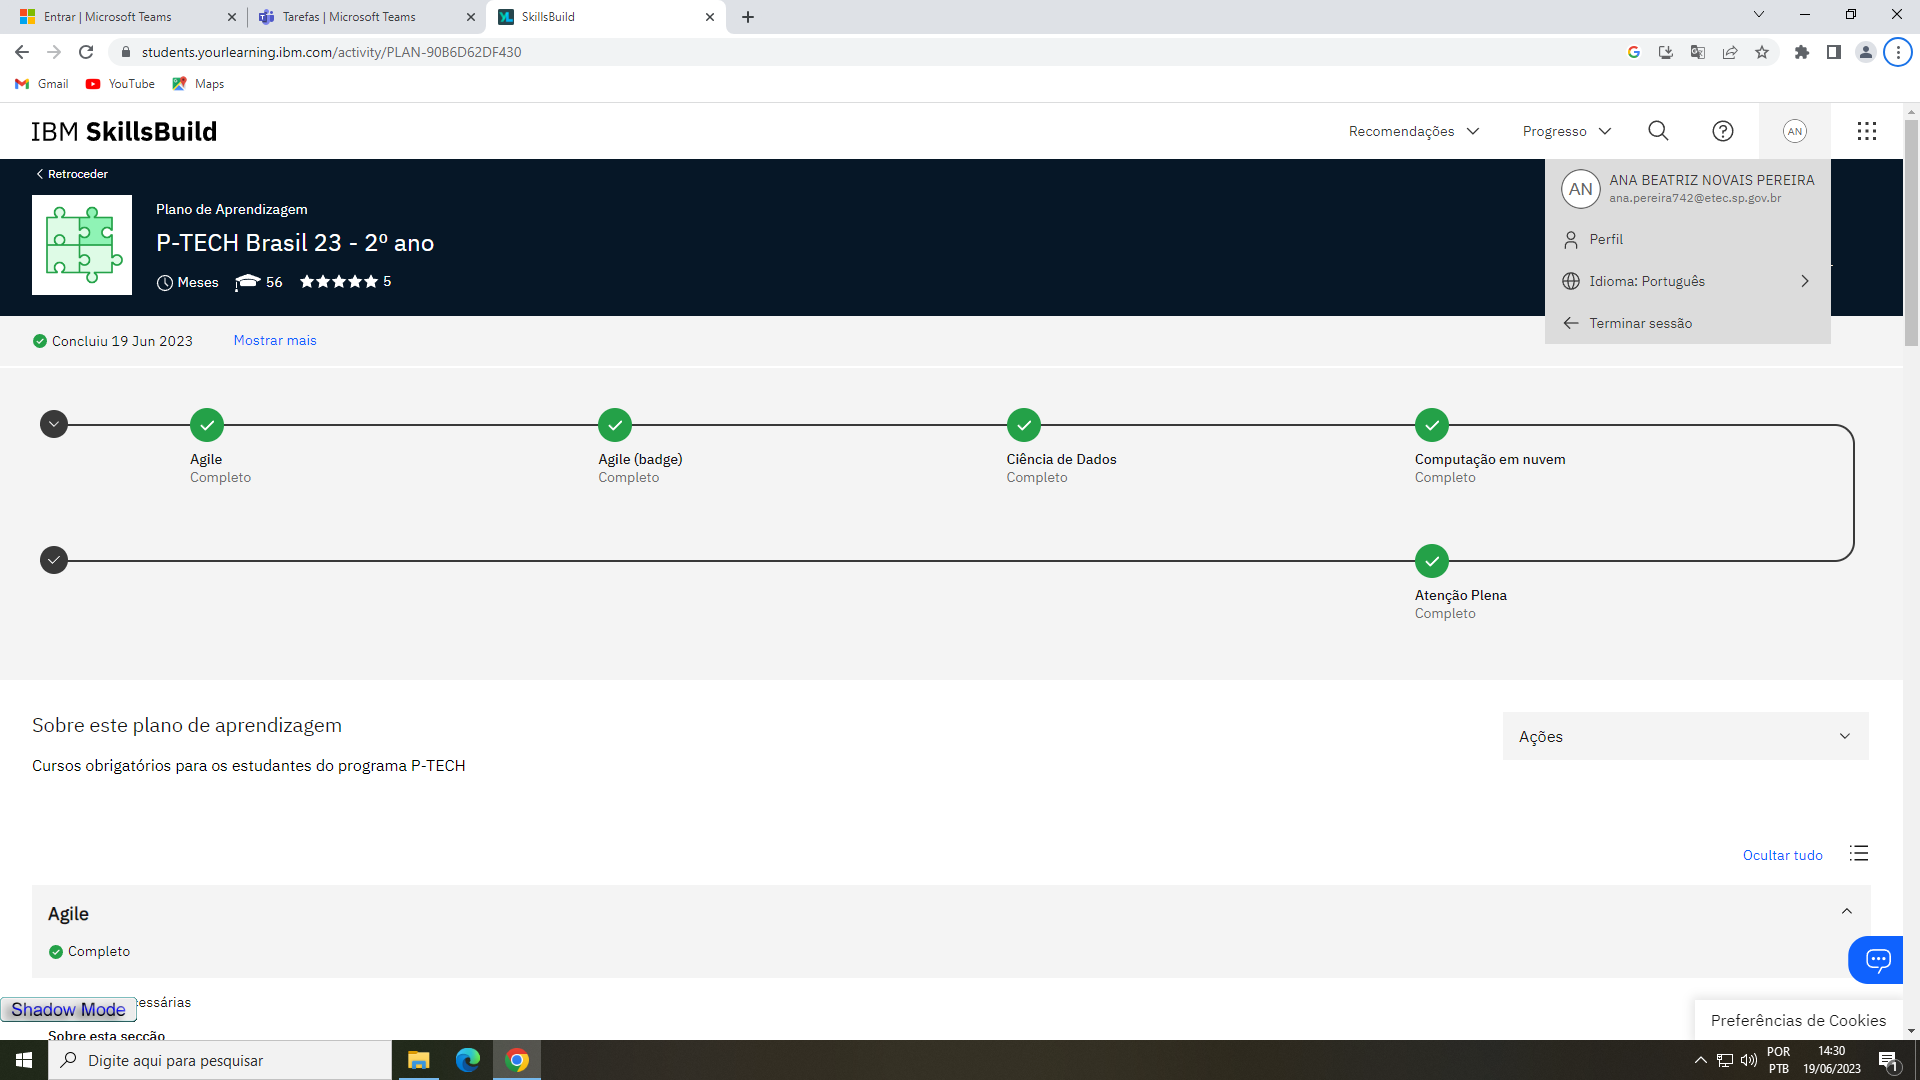 Entrar | Microsoft Teams
Tarefas | Microsoft Teams
SkillsBuild
students.yourlearning.ibm.com/activity/PLAN-90B6D62DF430
Gmail
YouTube
Maps
IBM SkillsBuild
Recomendações
Progresso
AN
Retroceder
AN
ANA BEATRIZ NOVAIS PEREIRA
ana.pereira742@etec.sp.gov.br
Perfil
Idioma: Português
Terminar sessão
Plano de Aprendizagem
P-TECH Brasil 23 - 2º ano
Meses
56
5
Concluiu 19 Jun 2023
Mostrar mais
Agile
Completo
Agile (badge)
Completo
Ciência de Dados
Completo
Computação em nuvem
Completo
Atenção Plena
Completo
Sobre este plano de aprendizagem
Ações
Cursos obrigatórios para os estudantes do programa P-TECH
Ocultar tudo
Agile
Completo
cessárias
Shadow Mode
Sobre esta secção
Preferências de Cookies
Digite aqui para pesquisar
POR
PTB
14:30
19/06/2023
1